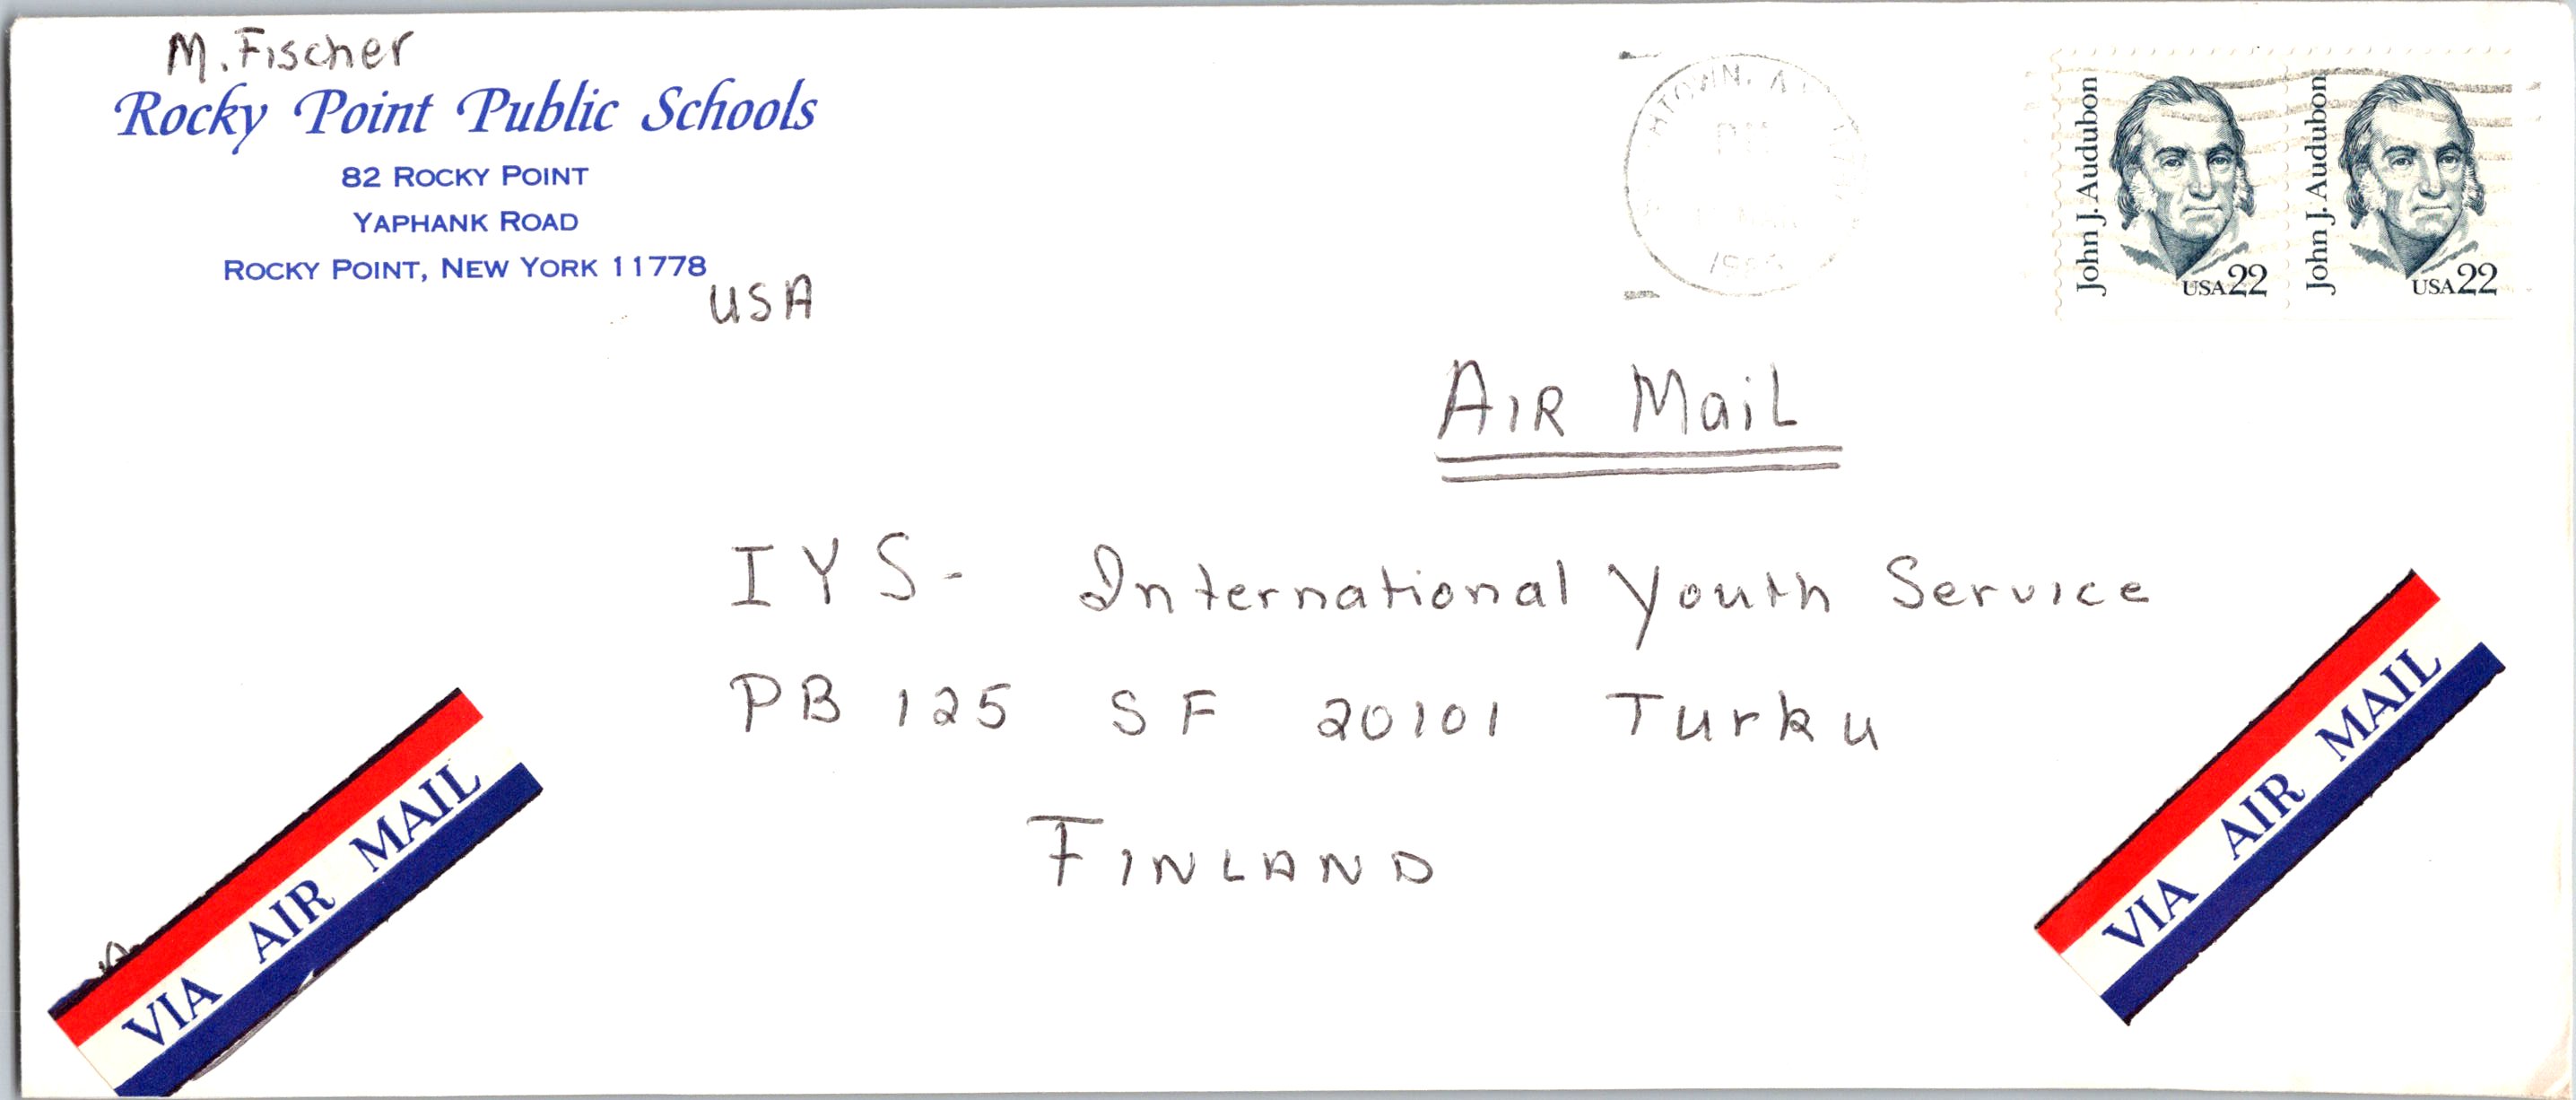 M. Fischer
Rocky Point Public Schools
82 ROCKY POINT
YAPHANK ROAD
ROCKY POINT, NEW YORK 11778
USA
PM
John J. Audubon
USA 22
John J. Audubon
USA 22
AIR MaiL
IYS- International Youth Service
PB 125 SF 20101 Turku
FINLAND
VIA AIR MAIL
VIA AIR MAIL